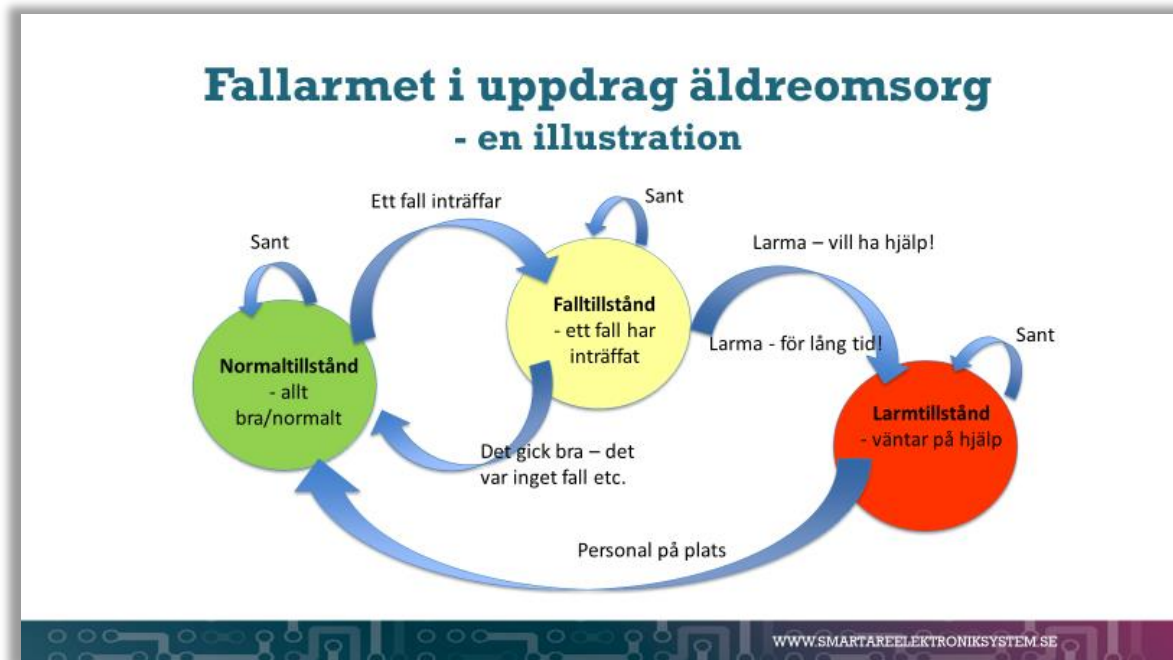 Fallarmet i uppdrag äldreomsorg
- en illustration
Ett fall inträffar
Sant
Sant
Larma – vill ha hjälp!
Falltillstånd
- ett fall har
inträffat
Larma - för lång tid!
Sant
Normaltillstånd
- allt
bra/normalt
Larmtillstånd
- väntar på hjälp
Det gick bra – det
var inget fall etc.
Personal på plats
WWW.SMARTAREELEKTRONIKSYSTEM.SE